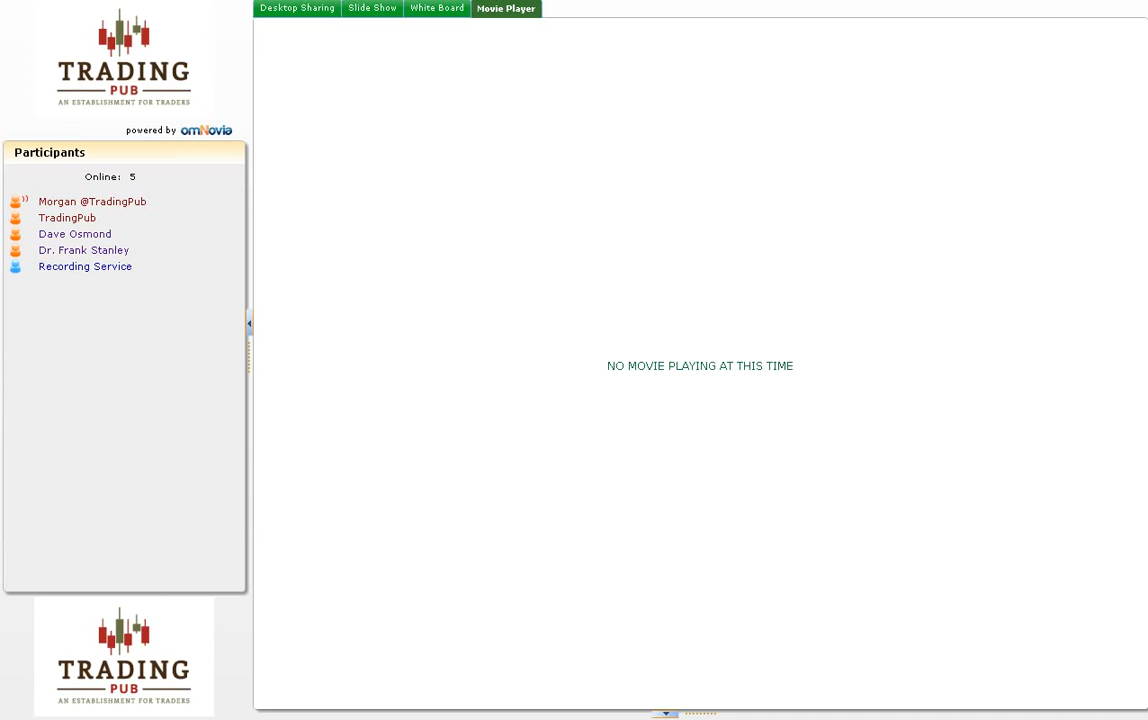 Desktop Sharing
Slide Show
White Board
Movie Player
TRADING
PUB
AN ESTABLISHMENT FOR TRADERS
powered by omNovia
Participants
Online: 5
Morgan @TradingPub
TradingPub
Dave Osmond
Dr. Frank Stanley
Recording Service
NO MOVIE PLAYING AT THIS TIME
TRADING
PUB
AN ESTABLISHMENT FOR TRADERS